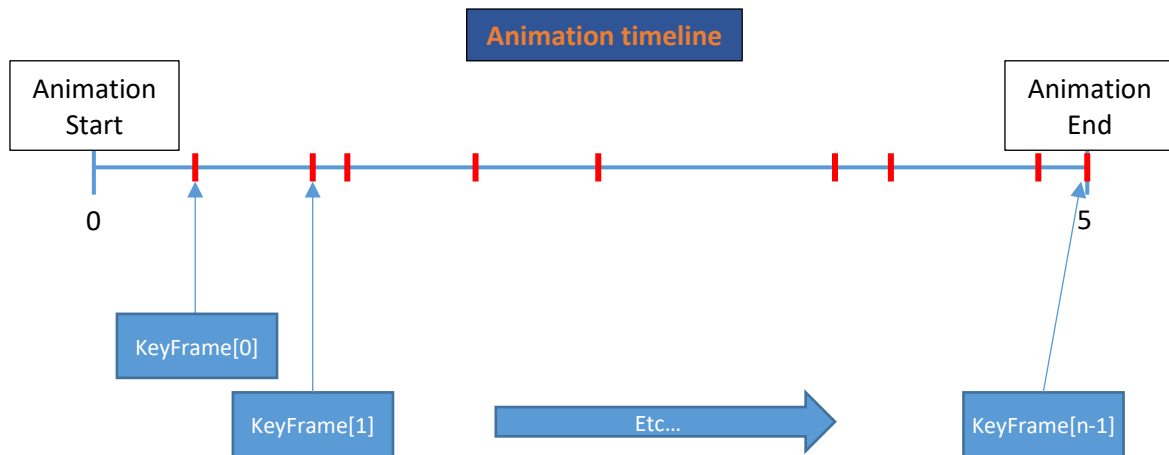 Animation timeline
Animation
Start
Animation
End
0
5
KeyFrame[0]
KeyFrame[1]
Etc...
KeyFrame[n-1]